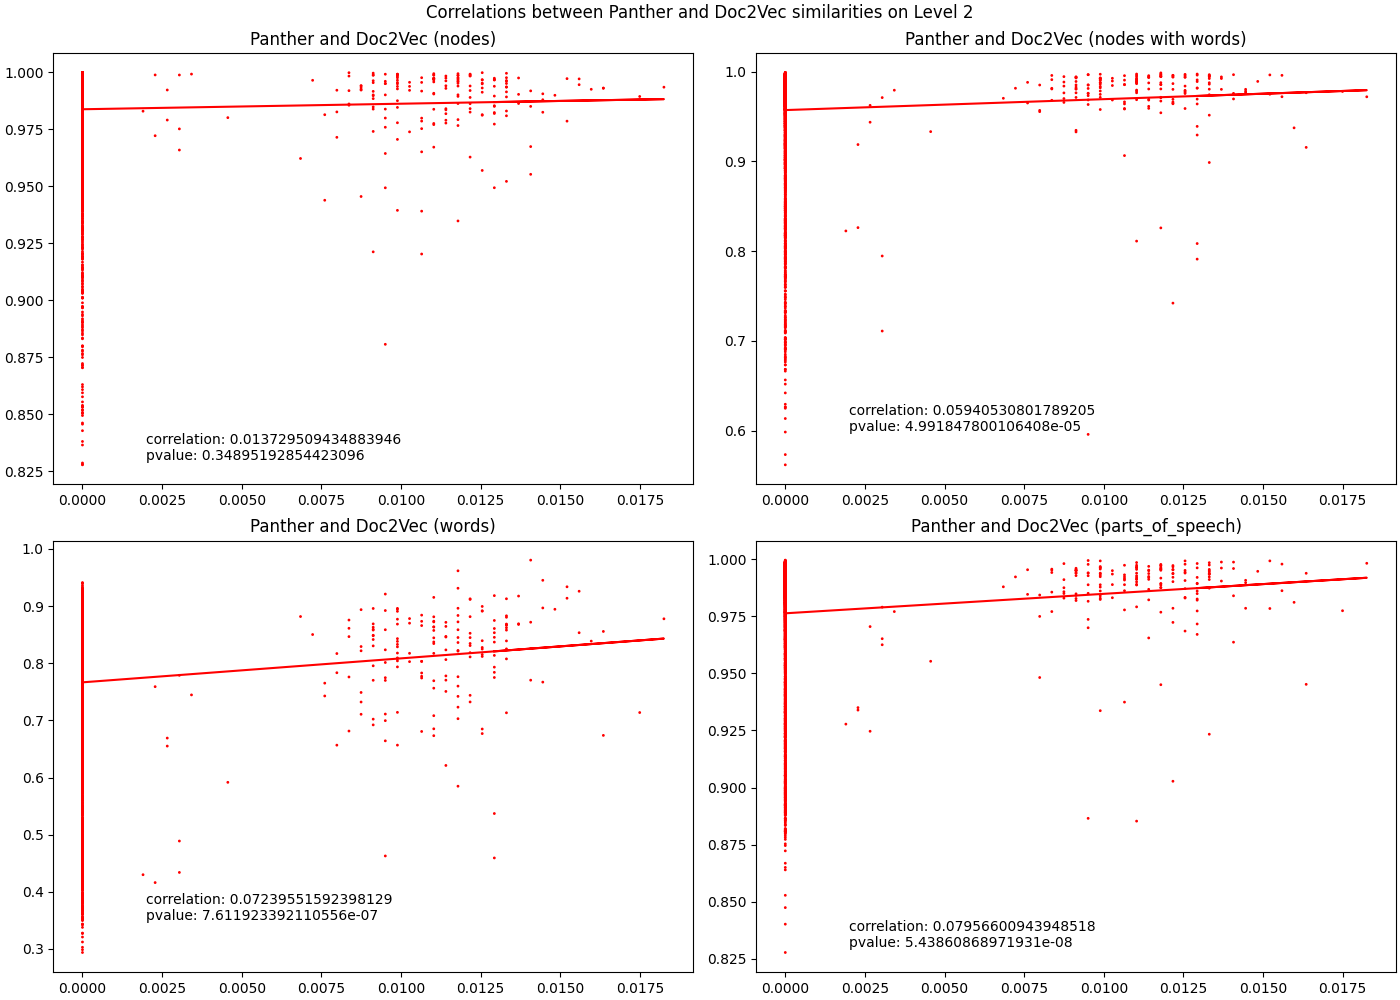 Correlations between Panther and Doc2Vec similarities on Level 2
Panther and Doc2Vec (nodes)
1.000
0.975
0.950
0.925
0.900
0.875
0.850
0.825
correlation: 0.013729509434883946
pvalue: 0.34895192854423096
0.0000 0.0025 0.0050 0.0075 0.0100 0.0125 0.0150 0.0175
Panther and Doc2Vec (nodes with words)
1.0
0.9
0.8
0.7
0.6
correlation: 0.05940530801789205
pvalue: 4.991847800106408e-05
0.0000 0.0025 0.0050 0.0075 0.0100 0.0125 0.0150 0.0175
Panther and Doc2Vec (words)
1.0
0.9
0.8
0.7
0.6
0.5
0.4
0.3
correlation: 0.07239551592398129
pvalue: 7.611923392110556e-07
0.0000 0.0025 0.0050 0.0075 0.0100 0.0125 0.0150 0.0175
Panther and Doc2Vec (parts_of_speech)
1.000
0.975
0.950
0.925
0.900
0.875
0.850
0.825
correlation: 0.07956600943948518
pvalue: 5.43860868971931e-08
0.0000 0.0025 0.0050 0.0075 0.0100 0.0125 0.0150 0.0175